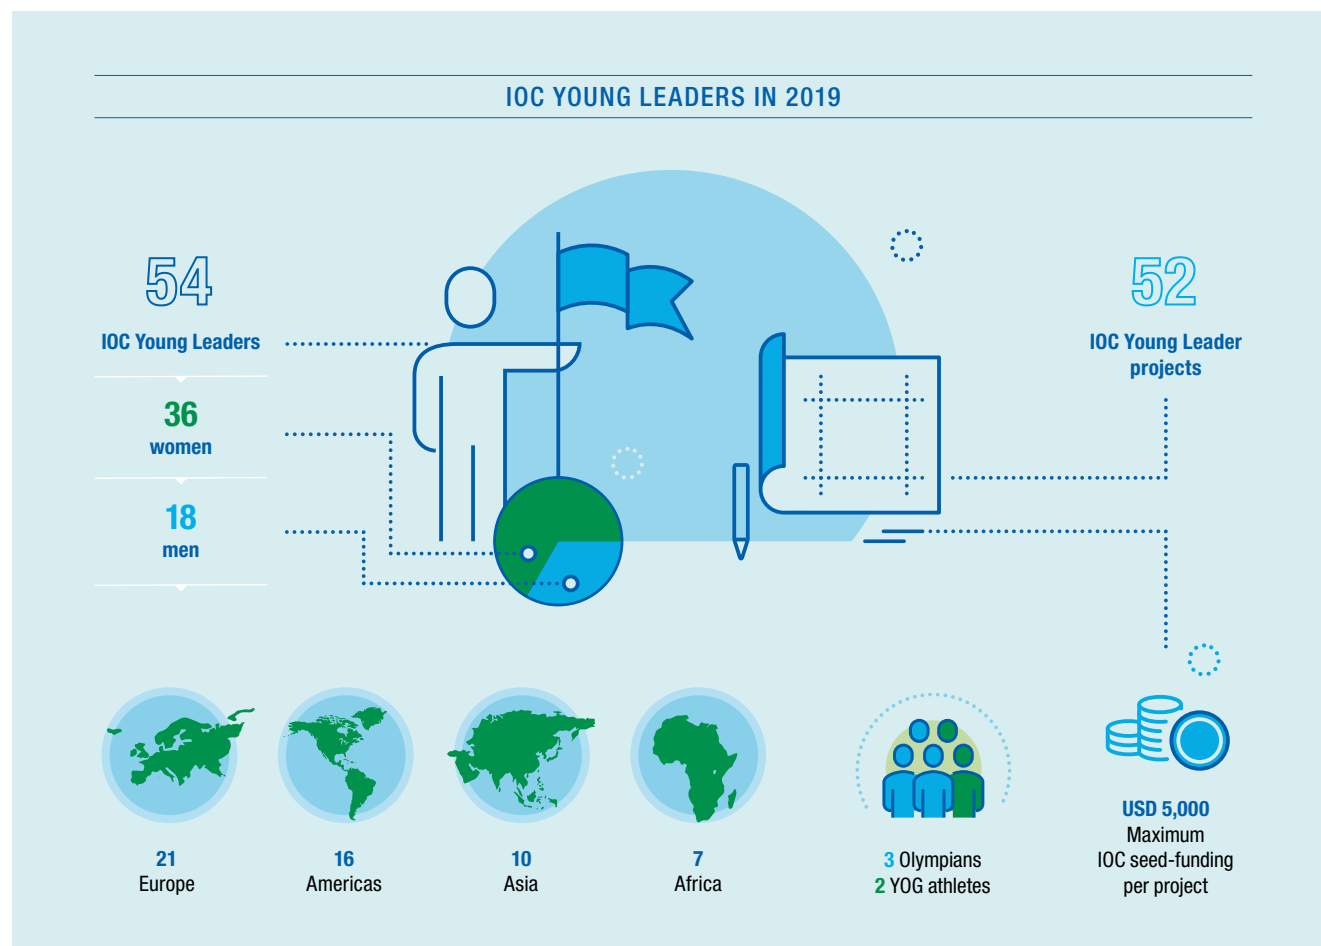 IOC YOUNG LEADERS IN 2019
54
IOC Young Leaders
36
women
18
men
52
IOC Young Leader
projects
21
Europe
16
Americas
10
Asia
7
Africa
3 Olympians
2 YOG athletes
USD 5,000
Maximum
IOC seed-funding
per project